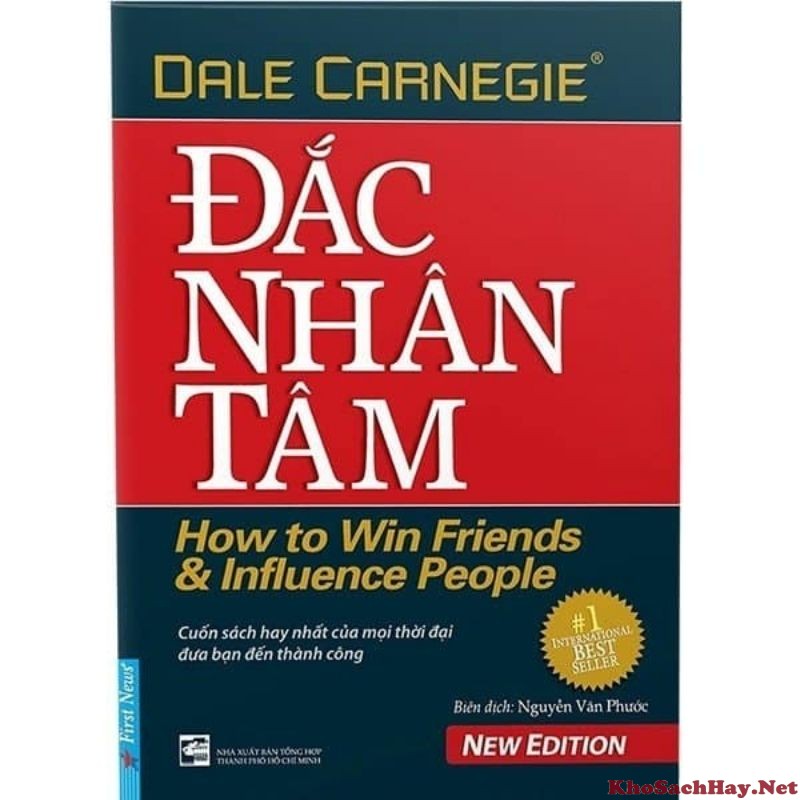 DALE CARNEGIE®
ĐẮC
NHÂN
TÂM
How to Win Friends
& Influence People
Cuốn sách hay nhất của mọi thời đại
đưa bạn đến thành công
#1
INTERNATIONAL
BEST
SELLER
Biên dịch: Nguyễn Văn Phước
First News®
NHÀ XUẤT BẢN TỔNG HỢP
THÀNH PHỐ HỒ CHÍ MINH
NEW EDITION
KhoSachHay.Net